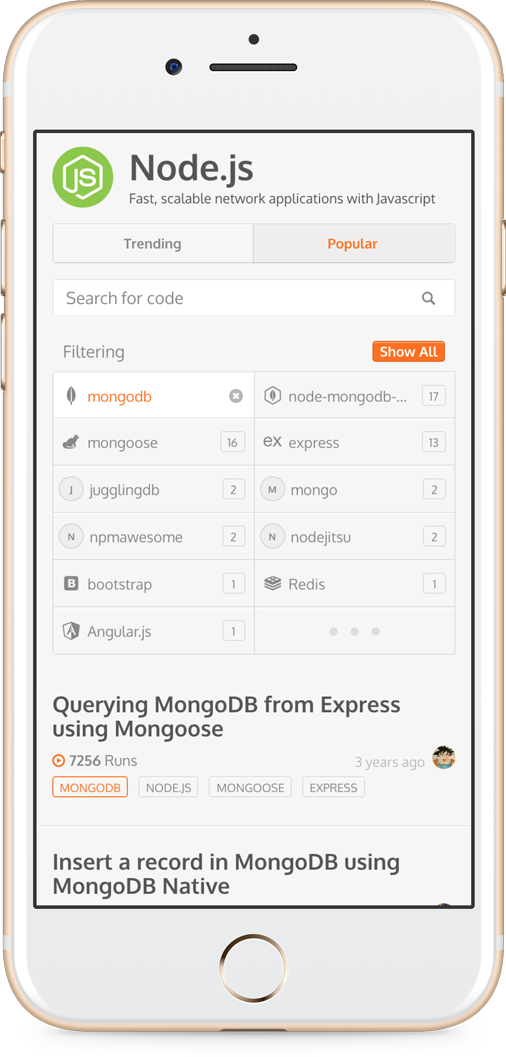 JS
Node.js
Fast, scalable network applications with Javascript
Trending
Popular
Search for code
Filtering
Show All
mongodb
node-mongodb-...
17
mongoose
16
ex express
13
J jugglingdb
2
M mongo
2
N npmawesome
2
N nodejitsu
2
B bootstrap
1
Redis
1
A Angular.js
1
Querying MongoDB from Express
using Mongoose
7256 Runs
3 years ago
MONGODB
NODE.JS
MONGOOSE
EXPRESS
Insert a record in MongoDB using
MongoDB Native